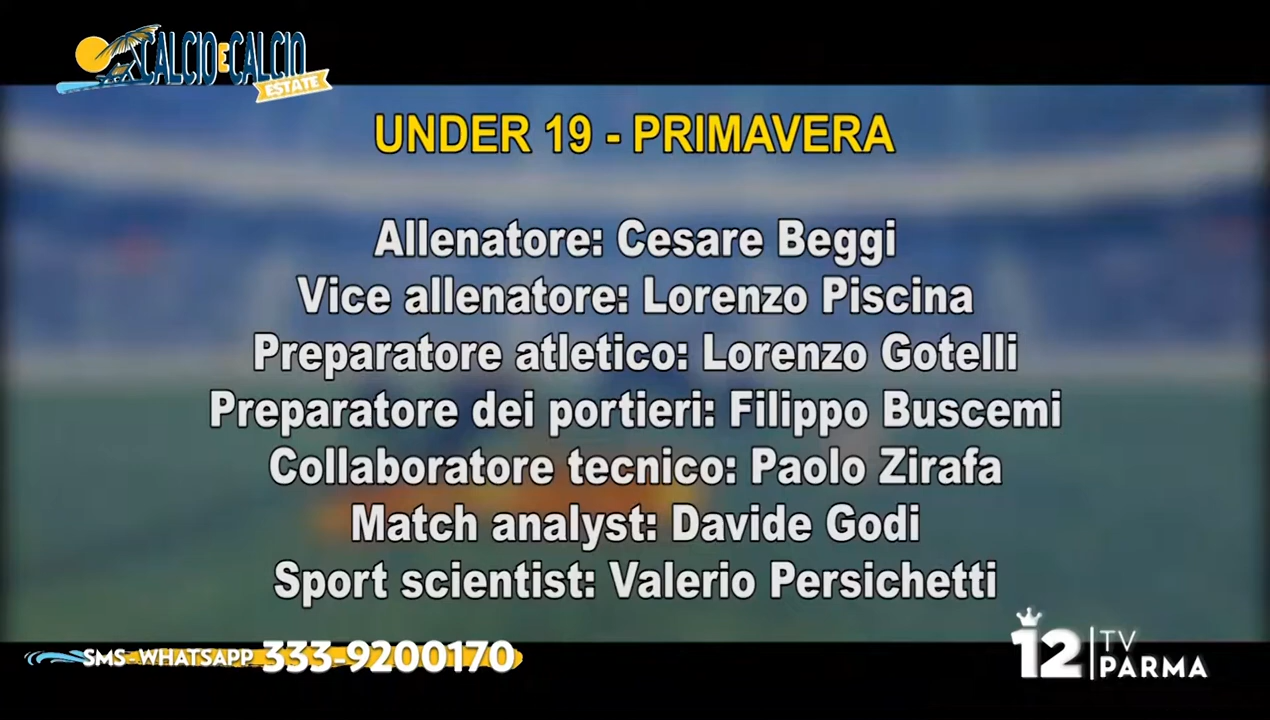 CALCIO E CALCIO
ESTATE
UNDER 19 - PRIMAVERA
Allenatore: Cesare Beggi
Vice allenatore: Lorenzo Piscina
Preparatore atletico: Lorenzo Gotelli
Preparatore dei portieri: Filippo Buscemi
Collaboratore tecnico: Paolo Zirafa
Match analyst: Davide Godi
Sport scientist: Valerio Persichetti
SMS-WHATSAPP 333-9200170
12 TV PARMA